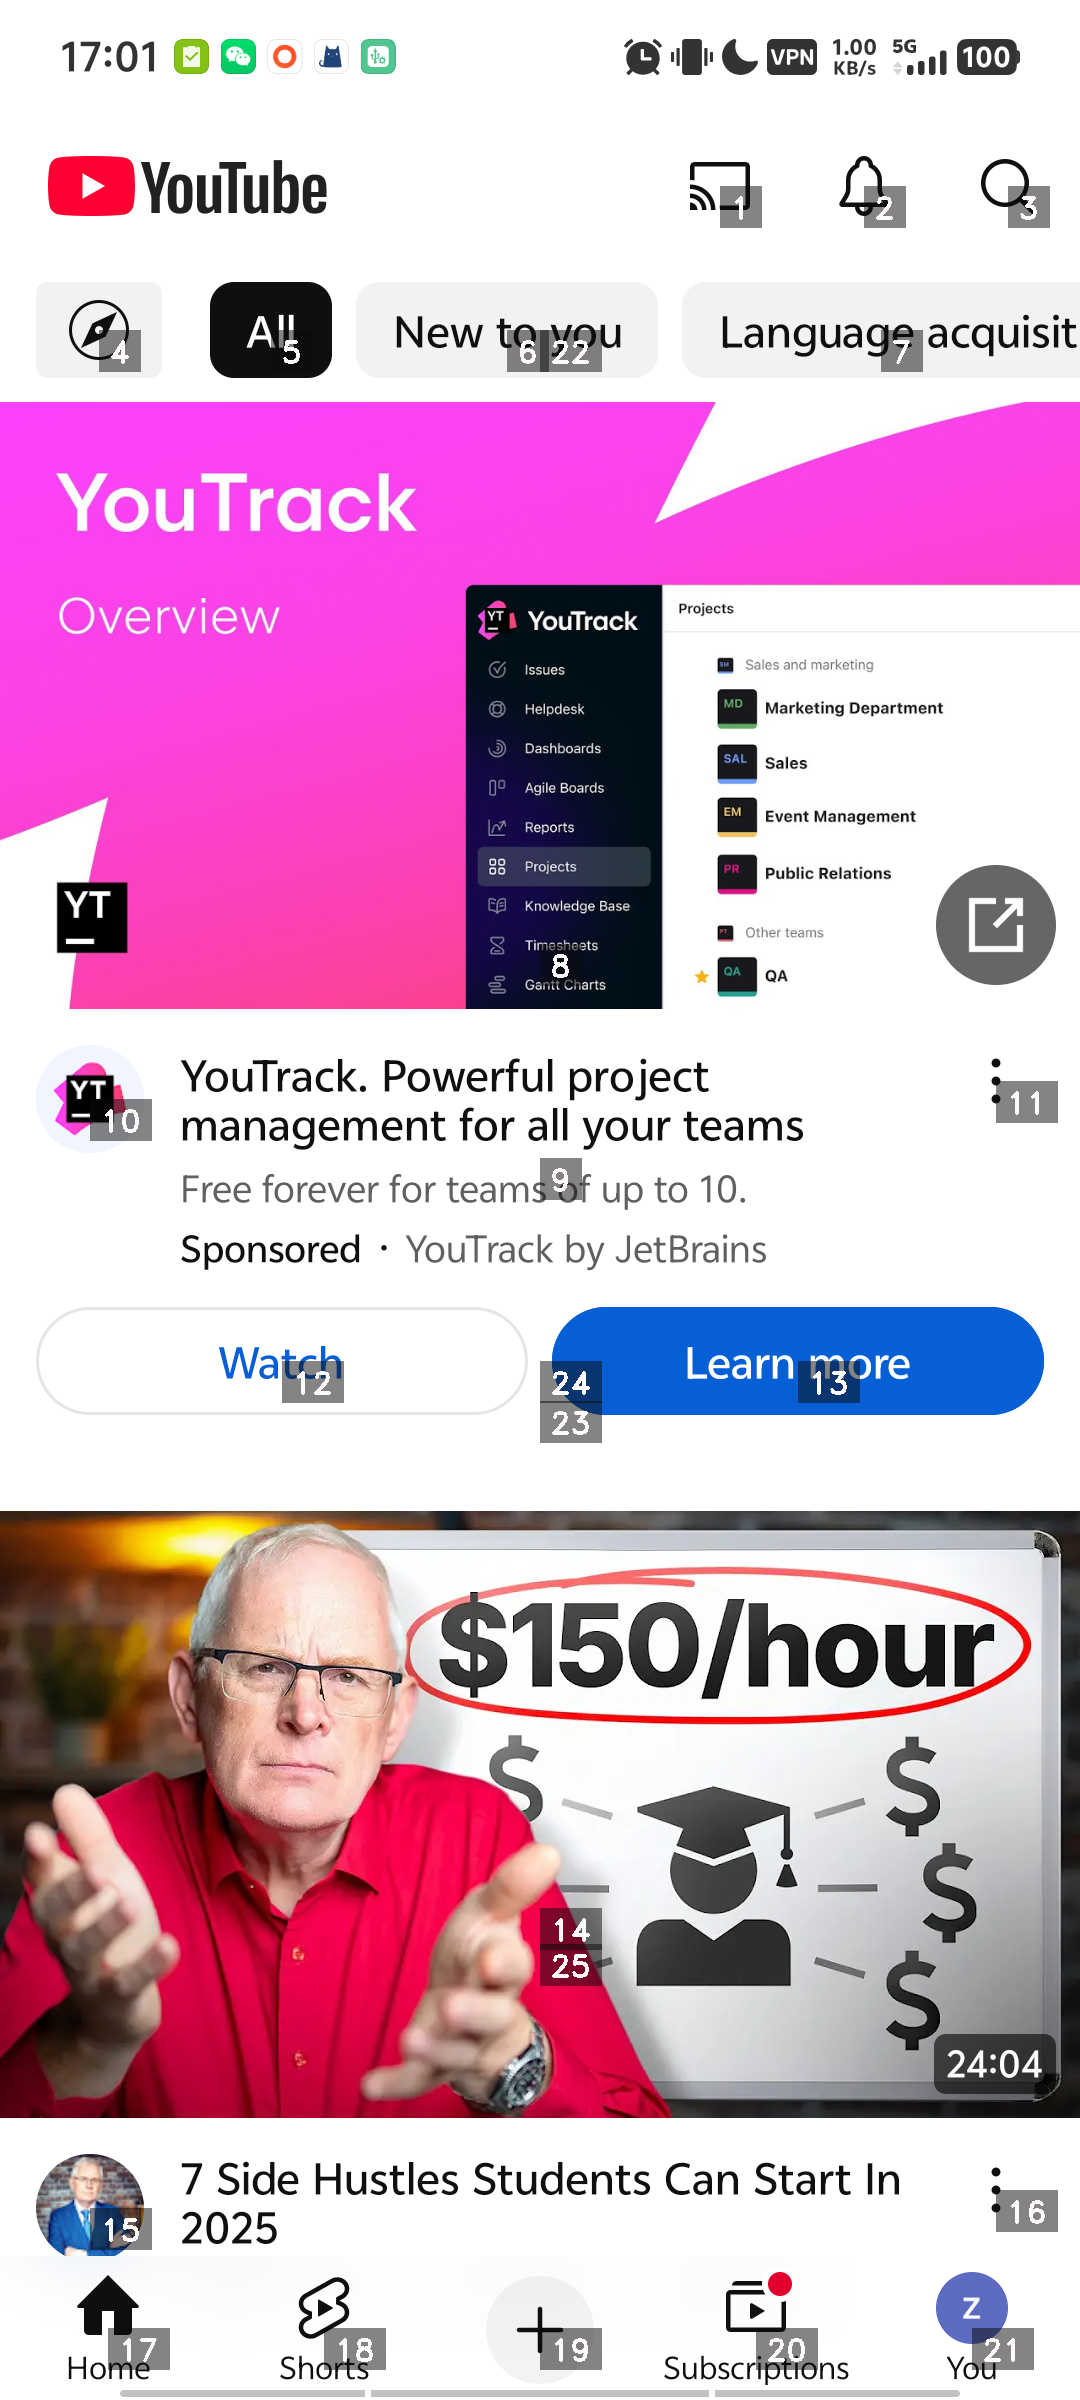 17:01
VPN
1.00
KB/s
5G
100
YouTube
1
2
3
4
All
5
New to you
6
22
Language acquisit
7
YouTrack
Overview
YT
YouTrack
Issues
Helpdesk
Dashboards
Agile Boards
Reports
Projects
Knowledge Base
Timesheets
Gantt Charts
8
Projects
SM Sales and marketing
MD Marketing Department
SAL Sales
EM Event Management
PR Public Relations
PT Other teams
QA QA
YT
YT
10
YouTrack. Powerful project
management for all your teams
11
Free forever for teams of up to 10.
9
Sponsored · YouTrack by JetBrains
Watch
12
24
23
Learn more
13
$150/hour
$
$
$
$
14
25
24:04
15
7 Side Hustles Students Can Start In
2025
16
Home
17
Shorts
18
19
Subscriptions
20
Z
You
21